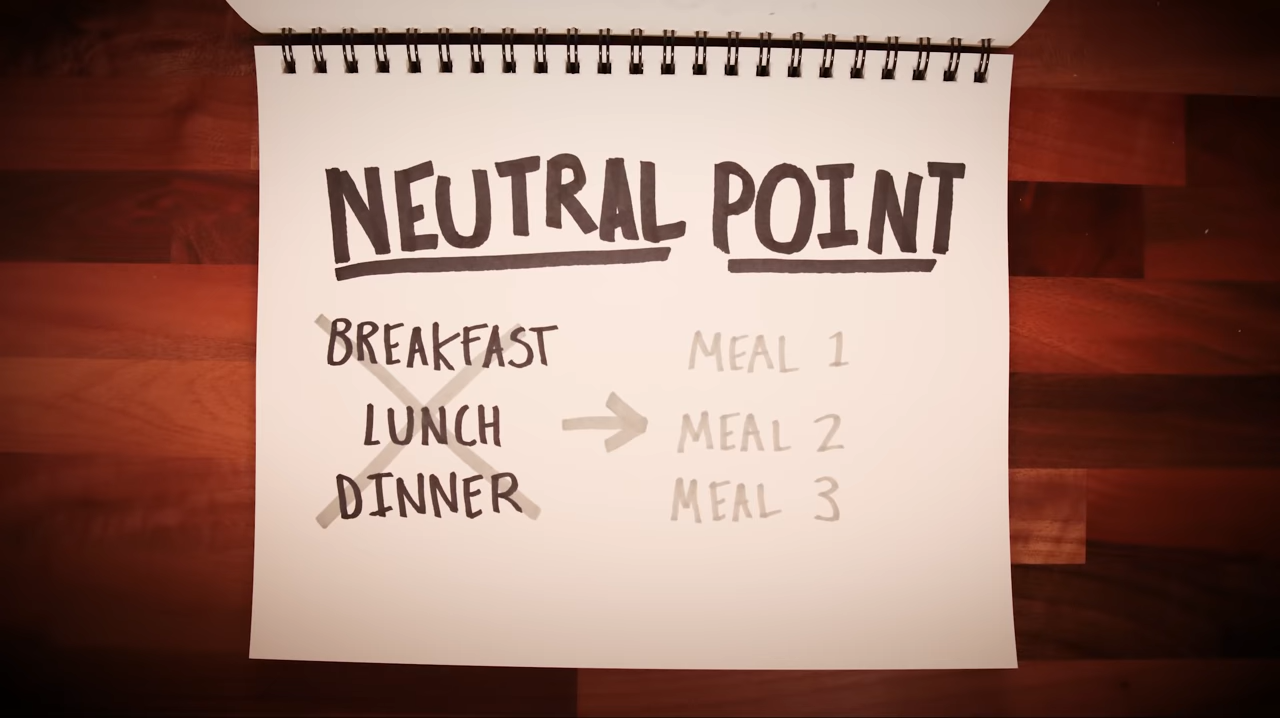 NEUTRAL POINT
BREAKFAST MEAL 1
LUNCH → MEAL 2
DINNER MEAL 3